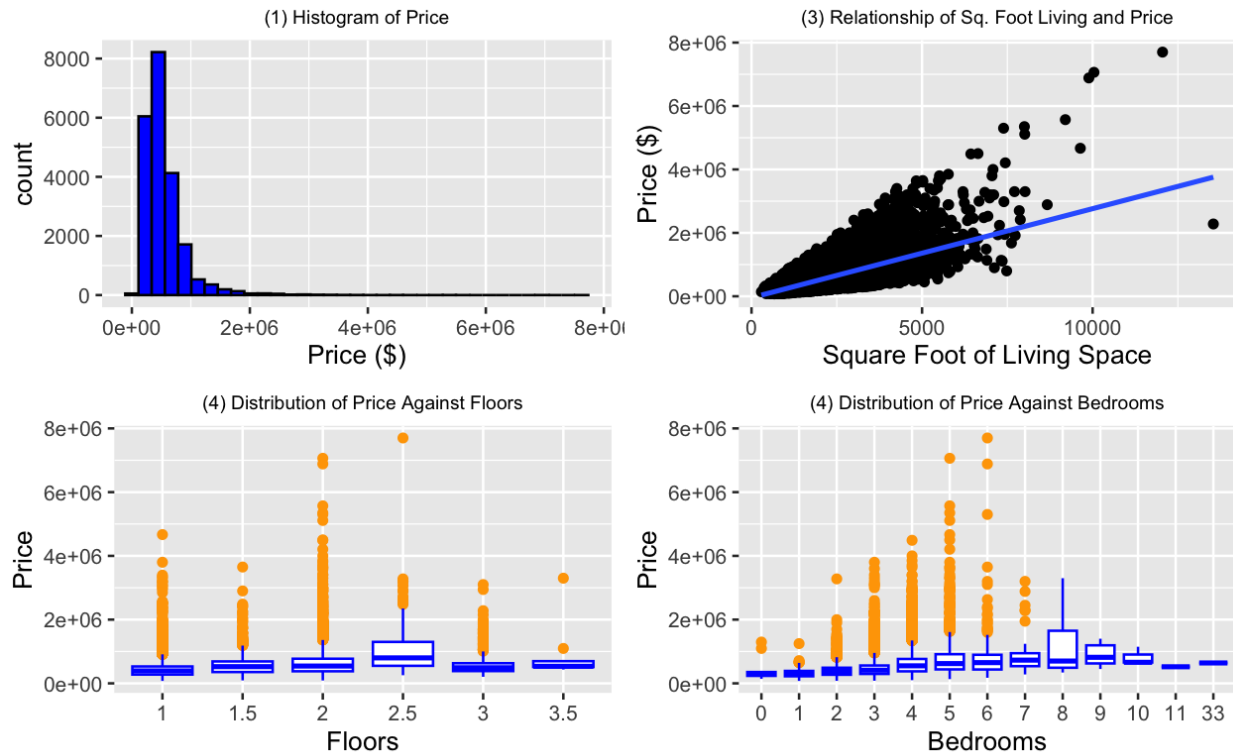 (1) Histogram of Price
8000
6000
4000
2000
0
count
0e+00 2e+06 4e+06 6e+06 8e+06
Price ($)
(3) Relationship of Sq. Foot Living and Price
8e+06
6e+06
4e+06
2e+06
0e+00
Price ($)
0 5000 10000
Square Foot of Living Space
(4) Distribution of Price Against Floors
8e+06
6e+06
4e+06
2e+06
0e+00
Price
1 1.5 2 2.5 3 3.5
Floors
(4) Distribution of Price Against Bedrooms
8e+06
6e+06
4e+06
2e+06
0e+00
Price
0 1 2 3 4 5 6 7 8 9 10 11 33
Bedrooms